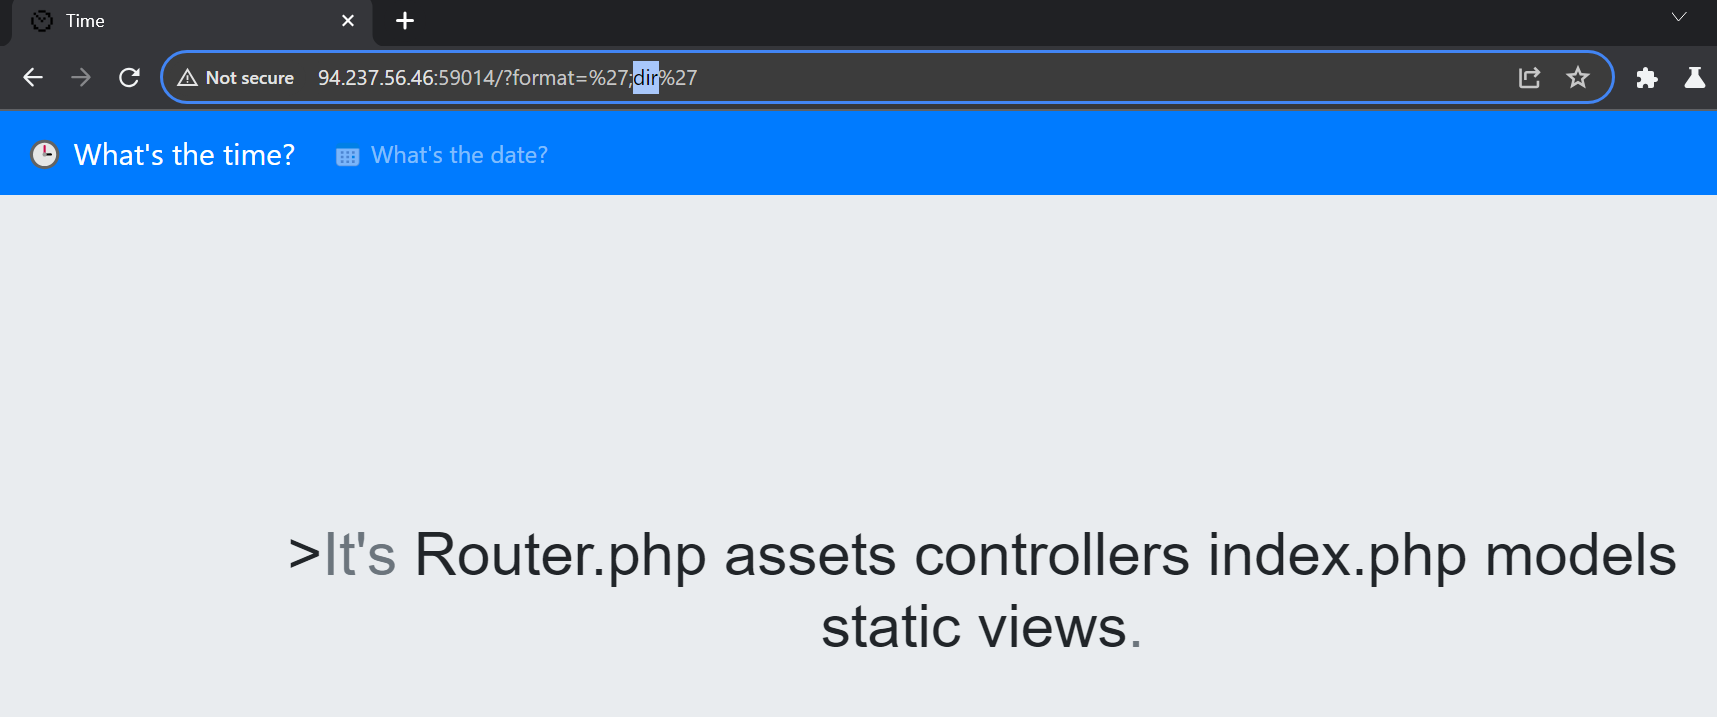 Time
Not secure 94.237.56.46:59014/?format=%27;dir%27
What's the time? What's the date?
>It's Router.php assets controllers index.php models
static views.